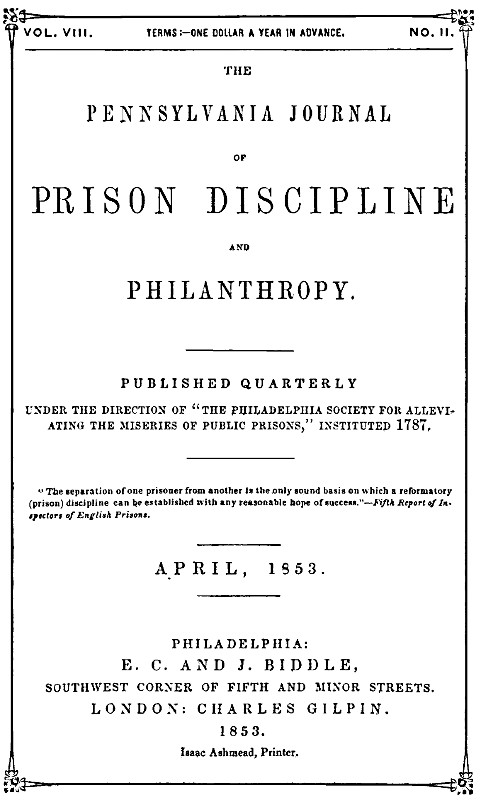 VOL. VIII. TERMS:—ONE DOLLAR A YEAR IN ADVANCE. NO. II.
THE
PENNSYLVANIA JOURNAL
OF
PRISON DISCIPLINE
AND
PHILANTHROPY.
PUBLISHED QUARTERLY
UNDER THE DIRECTION OF "THE PHILADELPHIA SOCIETY FOR ALLEVI-
ATING THE MISERIES OF PUBLIC PRISONS," INSTITUTED 1787.
"The separation of one prisoner from another is the only sound basis on which a reformatory
(prison) discipline can be established with any reasonable hope of success."—Fifth Report of In-
spectors of English Prisons.
APRIL, 1853.
PHILADELPHIA:
E. C. AND J. BIDDLE,
SOUTHWEST CORNER OF FIFTH AND MINOR STREETS.
LONDON: CHARLES GILPIN.
1853.
Isaac Ashmead, Printer.